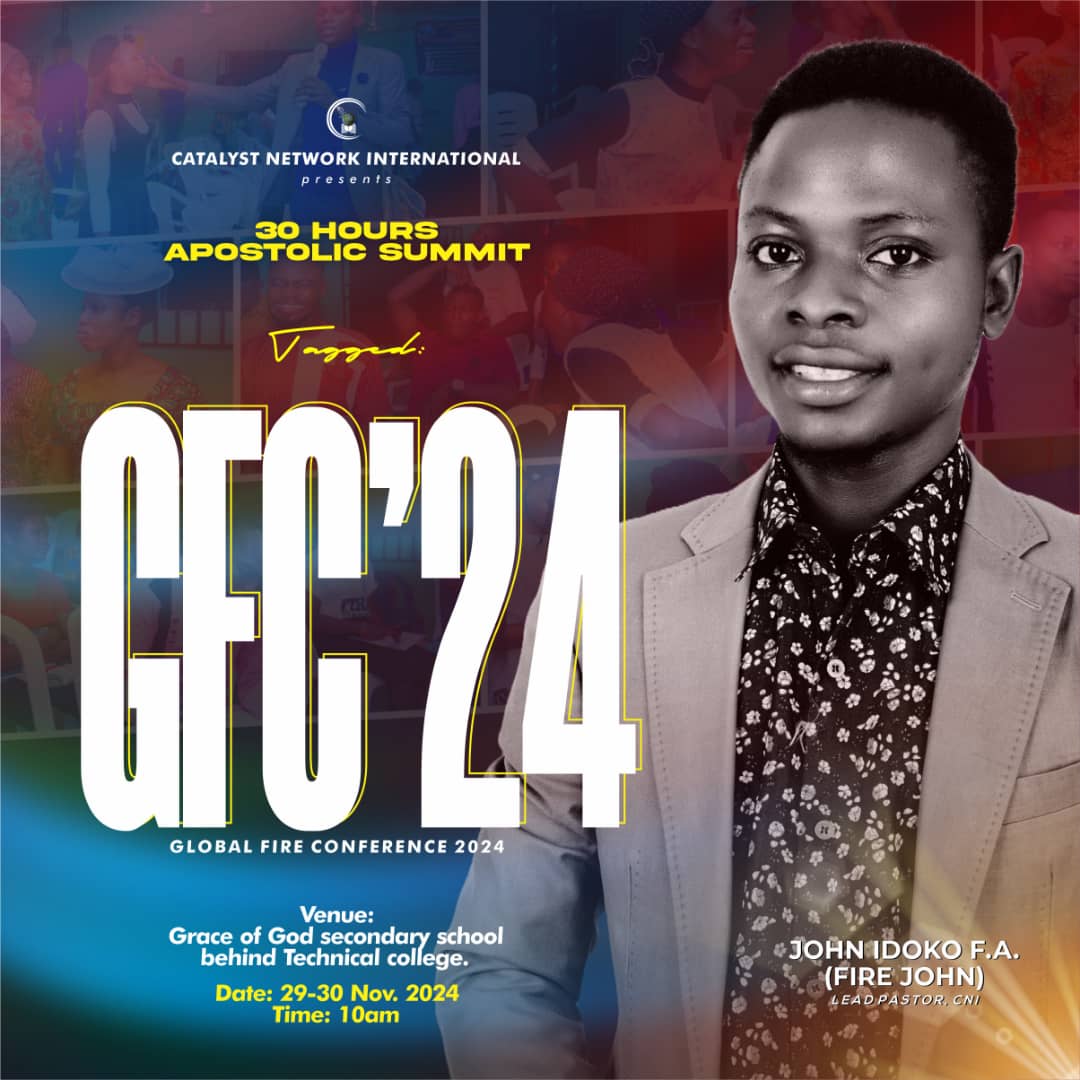 CATALYST NETWORK INTERNATIONAL
presents
30 HOURS
APOSTOLIC SUMMIT
Tagged:
GFC'24
GLOBAL FIRE CONFERENCE 2024
Venue:
Grace of God secondary school
behind Technical college.
Date: 29-30 Nov. 2024
Time: 10am
JOHN IDOKO F.A.
(FIRE JOHN)
LEAD PASTOR, CNI